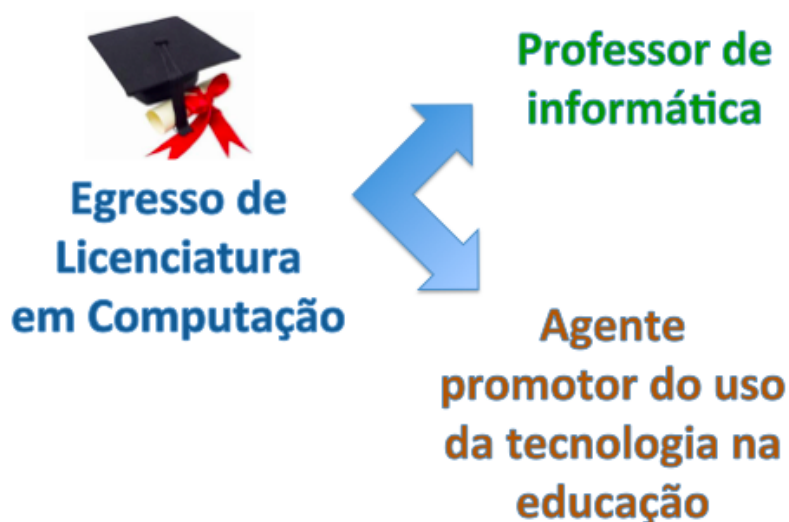 Egresso de
Licenciatura
em Computação
Professor de
informática
Agente
promotor do uso
da tecnologia na
educação